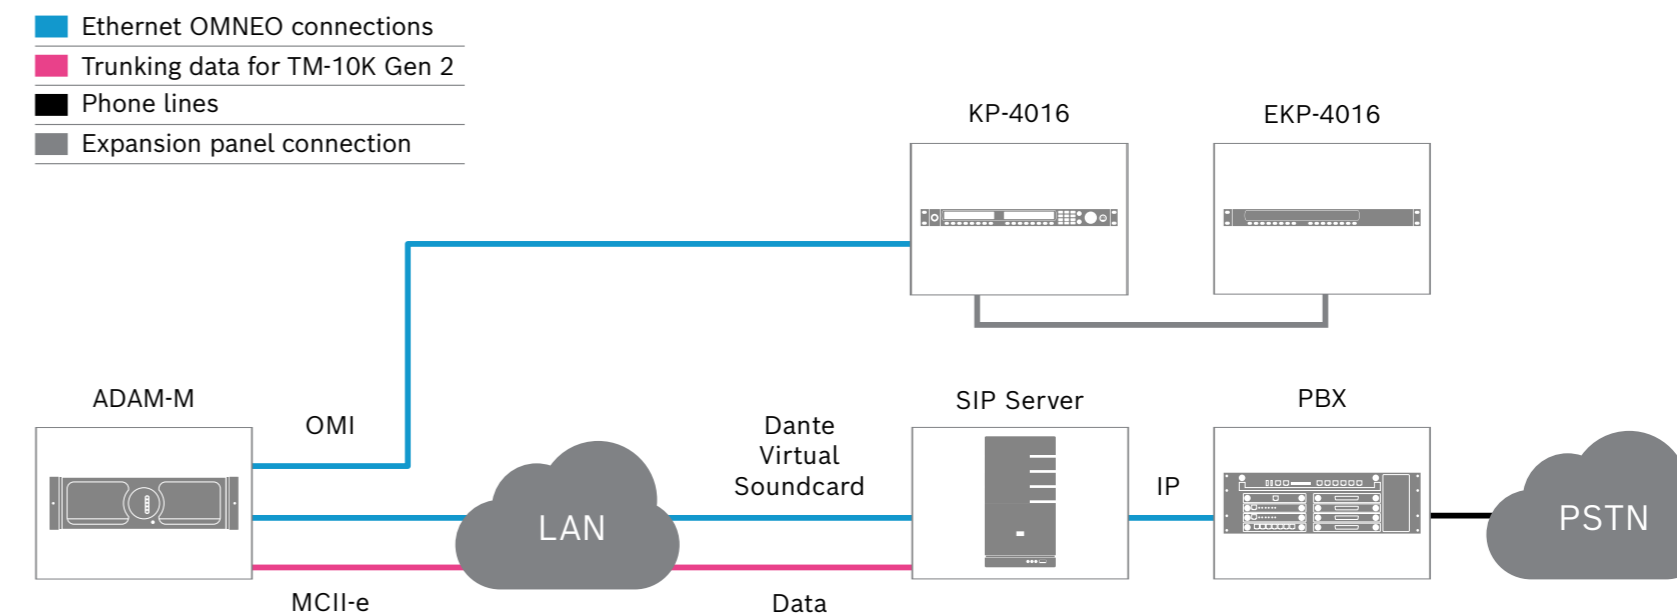 Ethernet OMNEO connections
Trunking data for TM-10K Gen 2
Phone lines
Expansion panel connection
KP-4016
EKP-4016
ADAM-M
OMI
Dante
Virtual
Soundcard
SIP Server
IP
PBX
LAN
PSTN
MCII-e
Data